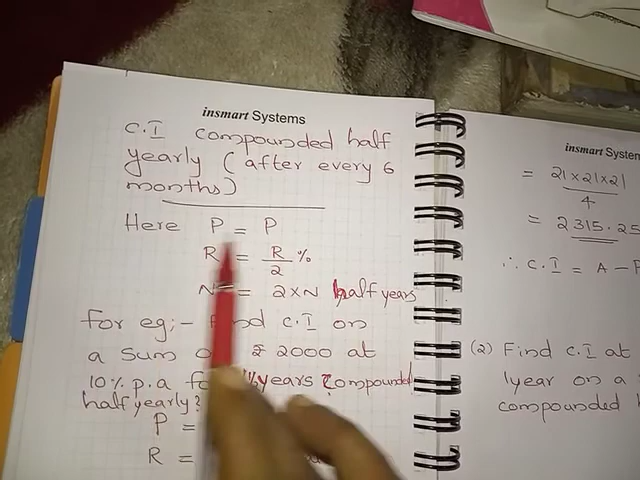 insmart Systems
C.I compounded half
yearly (after every 6
months)
Here P = P
R = R/2 %
N = 2×N half years
For eg;- Find C.I on
a sum of ₹ 2000 at
10% p.a for 1½ years compounded
half yearly?
P =
R =
insmart System
= 21×21×21
4
= 2315.25
∴ C.I = A - P
(2) Find C.I at
1year on a
compounded h